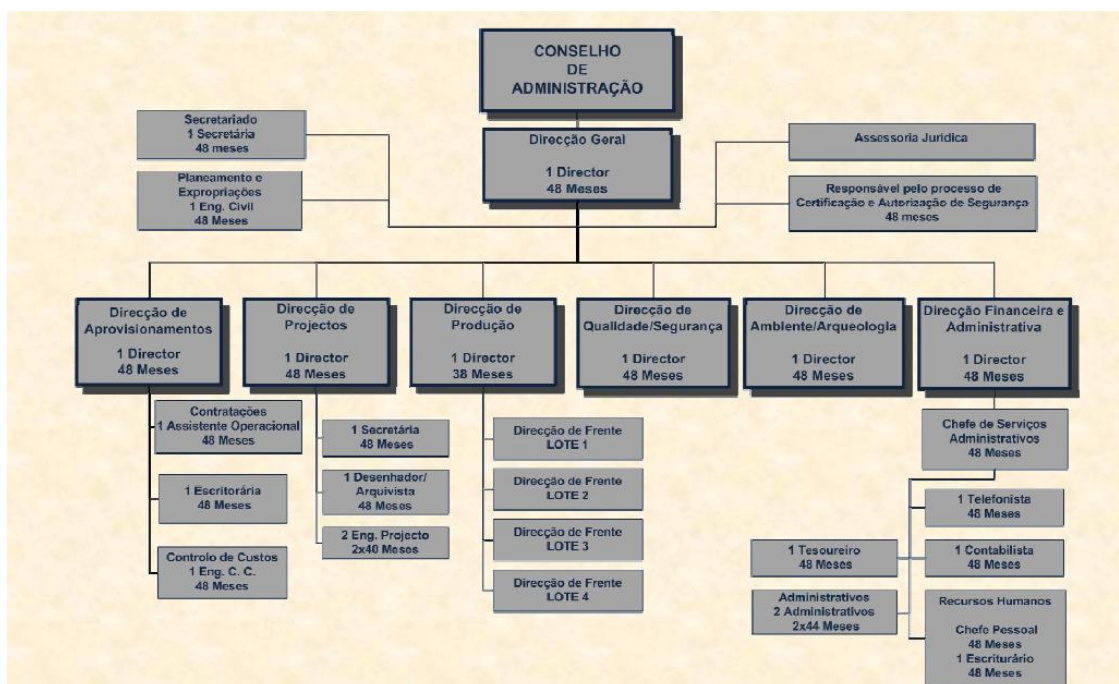 CONSELHO
DE
ADMINISTRAÇÃO
Secretariado
1 Secretária
48 meses
Direcção Geral
1 Director
48 Meses
Assessoria Jurídica
Planeamento e
Expropriações
1 Eng. Civil
48 Meses
Responsável pelo processo de
Certificação e Autorização de Segurança
48 meses
Direcção de
Aprovisionamentos
1 Director
48 Meses
Direcção de
Projectos
1 Director
48 Meses
Direcção de
Produção
1 Director
38 Meses
Direcção de
Qualidade/Segurança
1 Director
48 Meses
Direcção de
Ambiente/Arqueologia
1 Director
48 Meses
Direcção Financeira e
Administrativa
1 Director
48 Meses
Contratações
1 Assistente Operacional
48 Meses
1 Escritorária
48 Meses
Controlo de Custos
1 Eng. C. C.
48 Meses
1 Secretária
48 Meses
1 Desenhador/
Arquivista
48 Meses
2 Eng. Projecto
2x40 Meses
Direcção de Frente
LOTE 1
Direcção de Frente
LOTE 2
Direcção de Frente
LOTE 3
Direcção de Frente
LOTE 4
Chefe de Serviços
Administrativos
48 Meses
1 Telefonista
48 Meses
1 Tesoureiro
48 Meses
1 Contabilista
48 Meses
Administrativos
2 Administrativos
2x44 Meses
Recursos Humanos
Chefe Pessoal
48 Meses
1 Escriturário
48 Meses